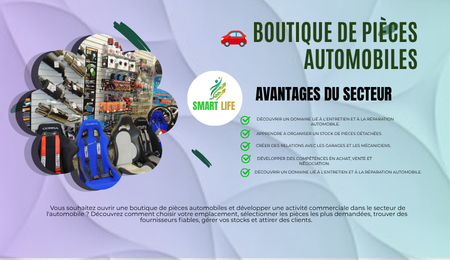 BOUTIQUE DE PIÈCES
AUTOMOBILES
SMART LIFE
AVANTAGES DU SECTEUR
DÉCOUVRIR UN DOMAINE LIÉ À L'ENTRETIEN ET À LA RÉPARATION
AUTOMOBILE.
APPRENDRE À ORGANISER UN STOCK DE PIÈCES DÉTACHÉES.
CRÉER DES RELATIONS AVEC LES GARAGES ET LES MÉCANICIENS.
DÉVELOPPER DES COMPÉTENCES EN ACHAT, VENTE ET
NÉGOCIATION.
DÉCOUVRIR UN DOMAINE LIÉ À L'ENTRETIEN ET À LA RÉPARATION AUTOMOBILE.
Vous souhaitez ouvrir une boutique de pièces automobiles et développer une activité commerciale dans le secteur de
l'automobile ? Découvrez comment choisir votre emplacement, sélectionner les pièces les plus demandées, trouver des
fournisseurs fiables, gérer vos stocks et attirer des clients.